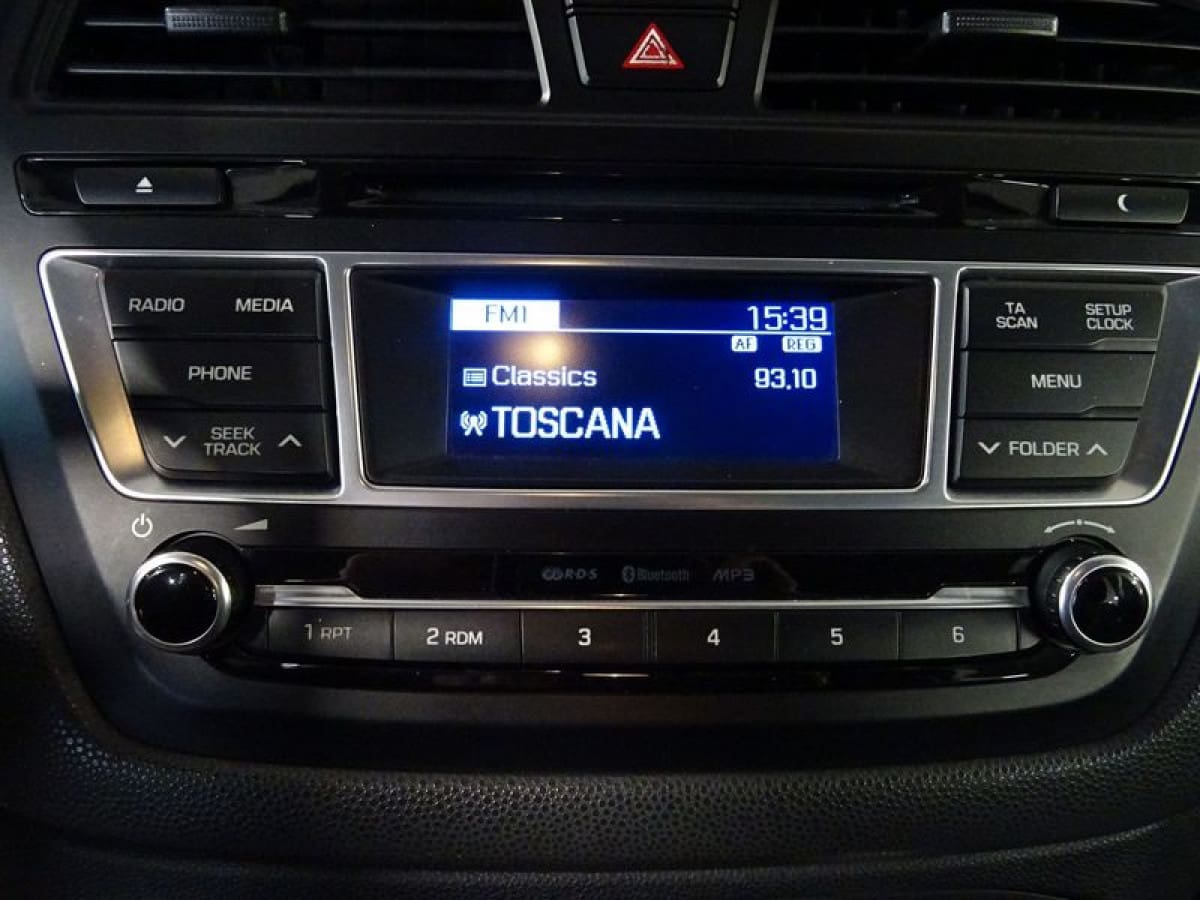 RADIO MEDIA
PHONE
SEEK
TRACK
FM1 15:39
AF REG
Classics 93.10
TOSCANA
TA
SCAN
SETUP
CLOCK
MENU
FOLDER
R·D·S Bluetooth MP3
1 RPT 2 RDM 3 4 5 6